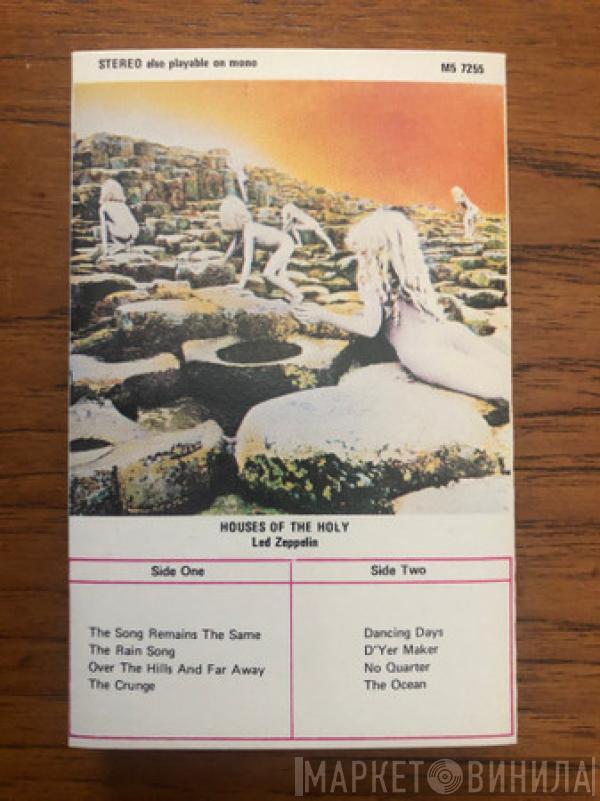 STEREO also playable on mono
M5 7255
HOUSES OF THE HOLY
Led Zeppelin
Side One
Side Two
The Song Remains The Same
The Rain Song
Over The Hills And Far Away
The Crunge
Dancing Days
D'Yer Maker
No Quarter
The Ocean
МАРКЕТ ВИНИЛА